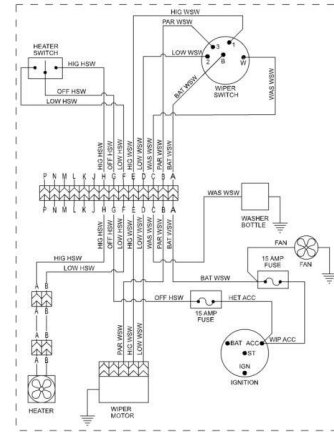 HIG WSW
PAR WSW
HEATER
SWITCH
LOW WSW
3
1
2
B
W
WIPER
SWITCH
HIG HSW
OFF HSW
LOW HSW
BAT WSW
WAS WSW
HIG HSW
OFF HSW
LOW HSW
HIG WSW
LOW WSW
WAS WSW
PAR WSW
BAT WSW
P N M L K J H G F E D C B A
P N M L K J H G F E D C B A
HIG HSW
OFF HSW
LOW HSW
HIG WSW
LOW WSW
WAS WSW
PAR WSW
BAT WSW
WAS WSW
WASHER
BOTTLE
HIG HSW
LOW HSW
FAN
15 AMP
FUSE
FAN
BAT WSW
A B
A B
OFF HSW
HET ACC
15 AMP
FUSE
WIP ACC
BAT ACC
ST
IGN
IGNITION
PAR WSW
HIG WSW
LOW WSW
A B
A B
HEATER
WIPER
MOTOR